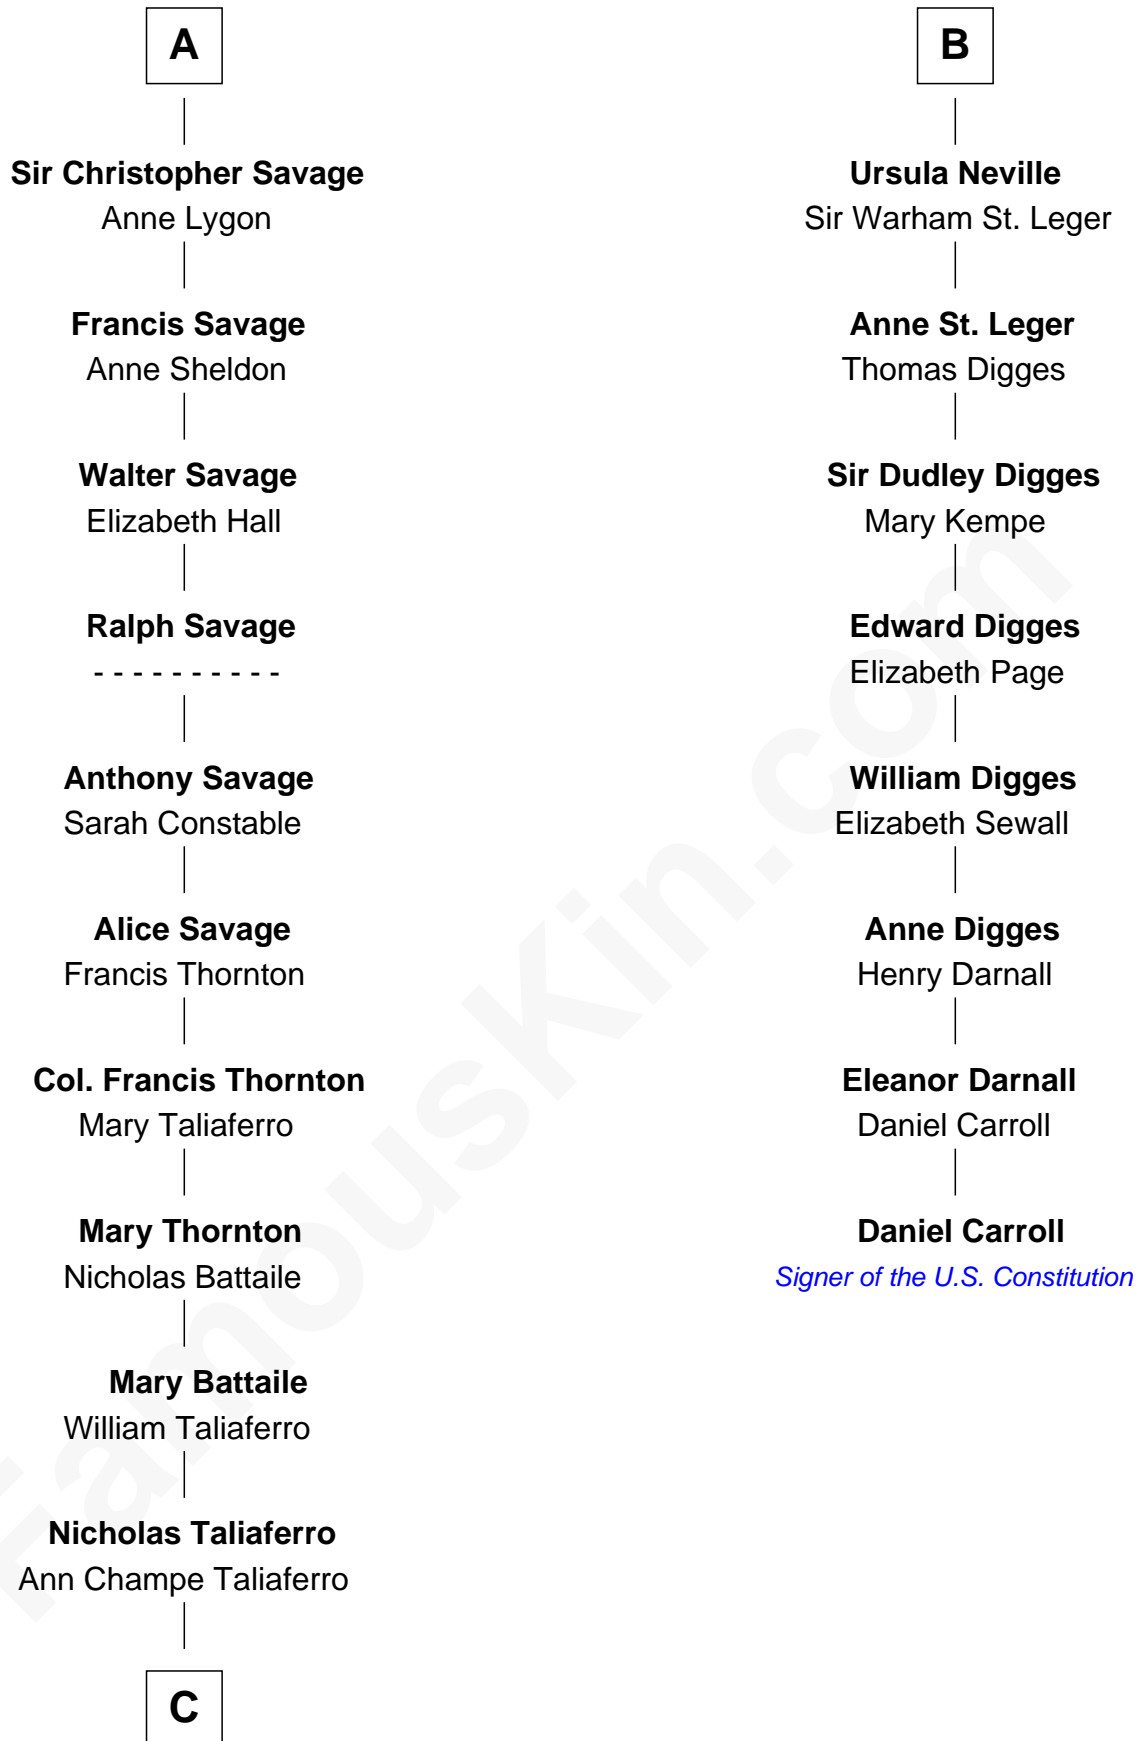 A
Sir Christopher Savage
Anne Lygon
Francis Savage
Anne Sheldon
Walter Savage
Elizabeth Hall
Ralph Savage
- - - - - - - - - -
Anthony Savage
Sarah Constable
Alice Savage
Francis Thornton
Col. Francis Thornton
Mary Taliaferro
Mary Thornton
Nicholas Battaile
Mary Battaile
William Taliaferro
Nicholas Taliaferro
Ann Champe Taliaferro
C
B
Ursula Neville
Sir Warham St. Leger
Anne St. Leger
Thomas Digges
Sir Dudley Digges
Mary Kempe
Edward Digges
Elizabeth Page
William Digges
Elizabeth Sewall
Anne Digges
Henry Darnall
Eleanor Darnall
Daniel Carroll
Daniel Carroll
Signer of the U.S. Constitution
FamousKin.com